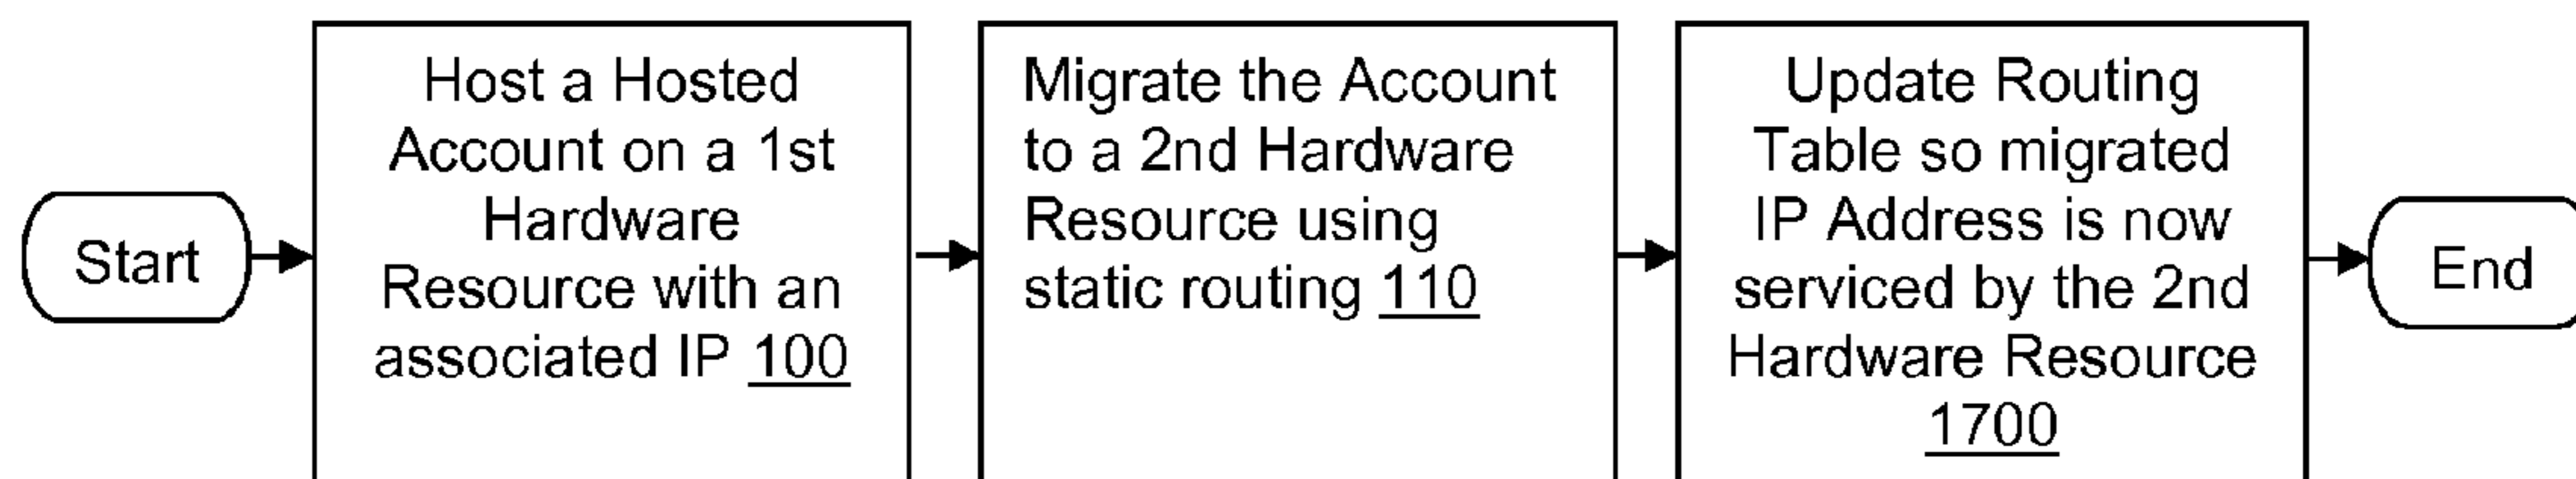 Start
Host a Hosted
Account on a 1st
Hardware
Resource with an
associated IP 100
Migrate the Account
to a 2nd Hardware
Resource using
static routing 110
Update Routing
Table so migrated
IP Address is now
serviced by the 2nd
Hardware Resource
1700
End